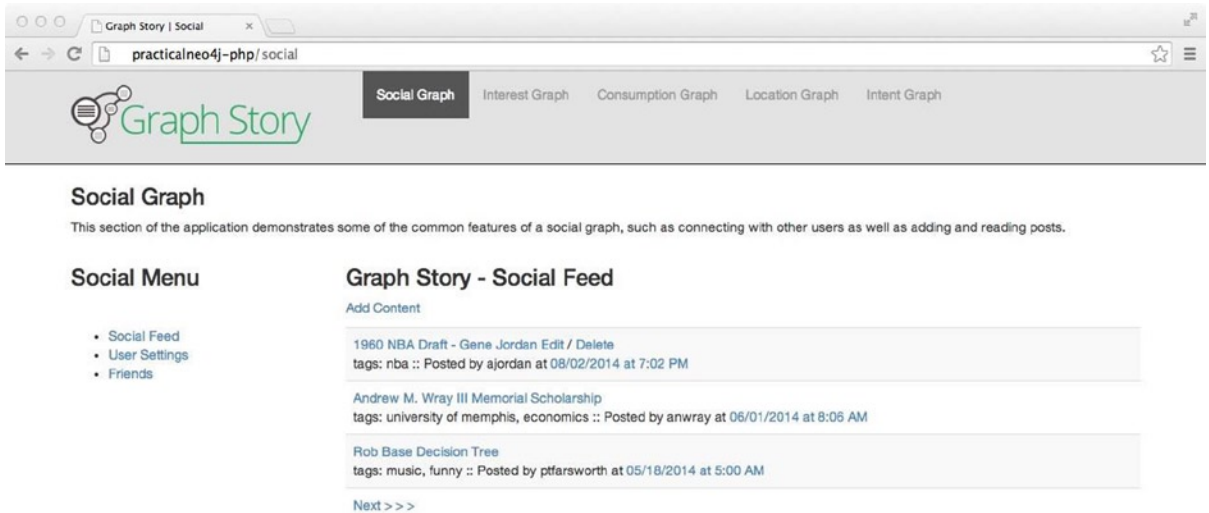 Graph Story | Social
practicalneo4j-php/social
Graph Story
Social Graph
Interest Graph
Consumption Graph
Location Graph
Intent Graph
Social Graph
This section of the application demonstrates some of the common features of a social graph, such as connecting with other users as well as adding and reading posts.
Social Menu
• Social Feed
• User Settings
• Friends
Graph Story - Social Feed
Add Content
1960 NBA Draft - Gene Jordan Edit / Delete
tags: nba :: Posted by ajordan at 08/02/2014 at 7:02 PM
Andrew M. Wray III Memorial Scholarship
tags: university of memphis, economics :: Posted by anwray at 06/01/2014 at 8:06 AM
Rob Base Decision Tree
tags: music, funny :: Posted by ptfarsworth at 05/18/2014 at 5:00 AM
Next > > >